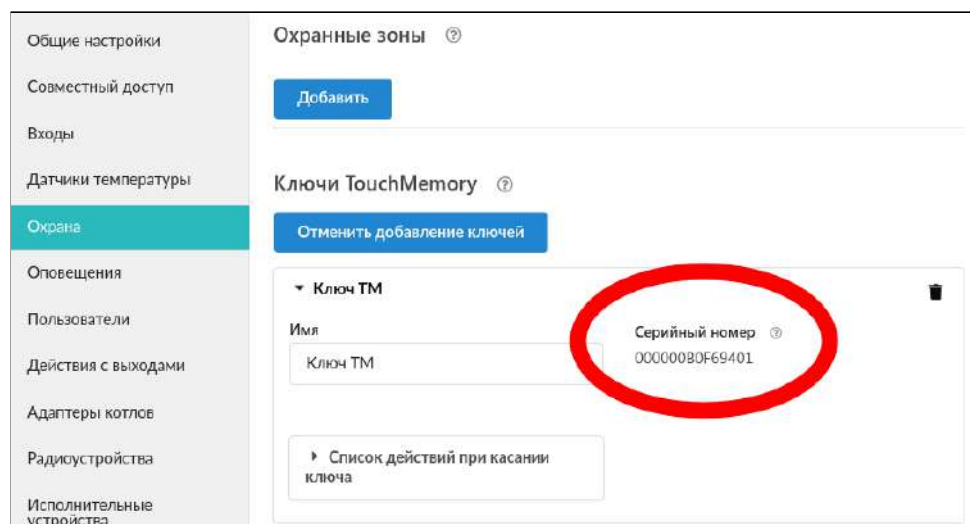 Общие настройки
Совместный доступ
Входы
Датчики температуры
Охрана
Оповещения
Пользователи
Действия с выходами
Адаптеры котлов
Радиоустройства
Исполнительные
устройства
Охранные зоны ?
Добавить
Ключи TouchMemory ?
Отменить добавление ключей
Ключ ТМ
Имя
Ключ ТМ
Серийный номер ?
000000B0F69401
Список действий при касании
ключа